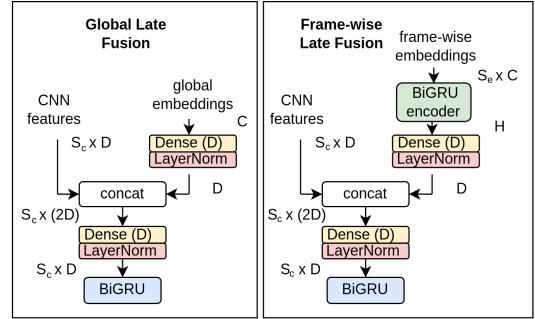 Global Late
Fusion
global
embeddings
CNN
features
C
S_c x D
Dense (D)
LayerNorm
concat
D
S_c x (2D)
Dense (D)
LayerNorm
S_c x D
BiGRU
Frame-wise
Late Fusion
frame-wise
embeddings
S_e x C
BiGRU
encoder
CNN
features
H
S_c x D
Dense (D)
LayerNorm
concat
D
S_c x (2D)
Dense (D)
LayerNorm
S_c x D
BiGRU